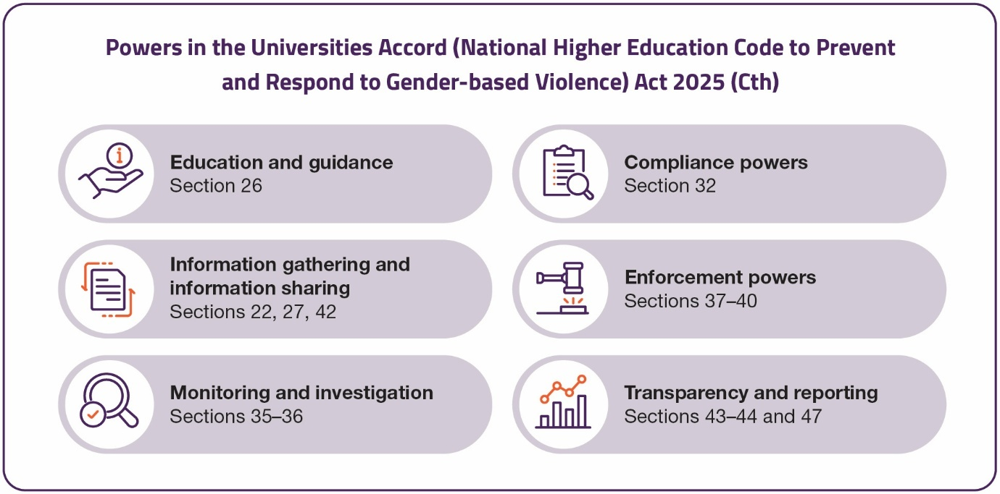 Powers in the Universities Accord (National Higher Education Code to Prevent
and Respond to Gender-based Violence) Act 2025 (Cth)
Education and guidance
Section 26
Compliance powers
Section 32
Information gathering and
information sharing
Sections 22, 27, 42
Enforcement powers
Sections 37–40
Monitoring and investigation
Sections 35–36
Transparency and reporting
Sections 43–44 and 47